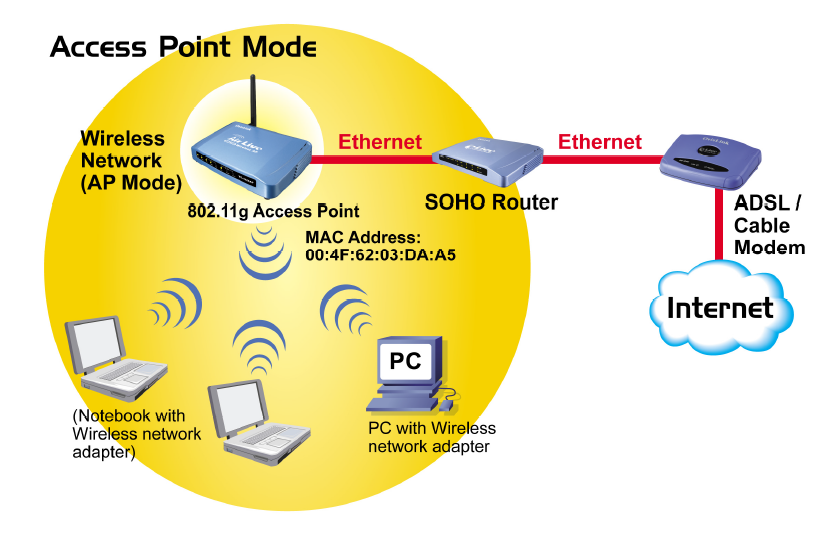 Access Point Mode
Wireless
Network
(AP Mode)
Air Live
Ethernet
Ethernet
802.11g Access Point
SOHO Router
ADSL /
Cable
Modem
MAC Address:
00:4F:62:03:DA:A5
Internet
PC
(Notebook with
Wireless network
adapter)
PC with Wireless
network adapter